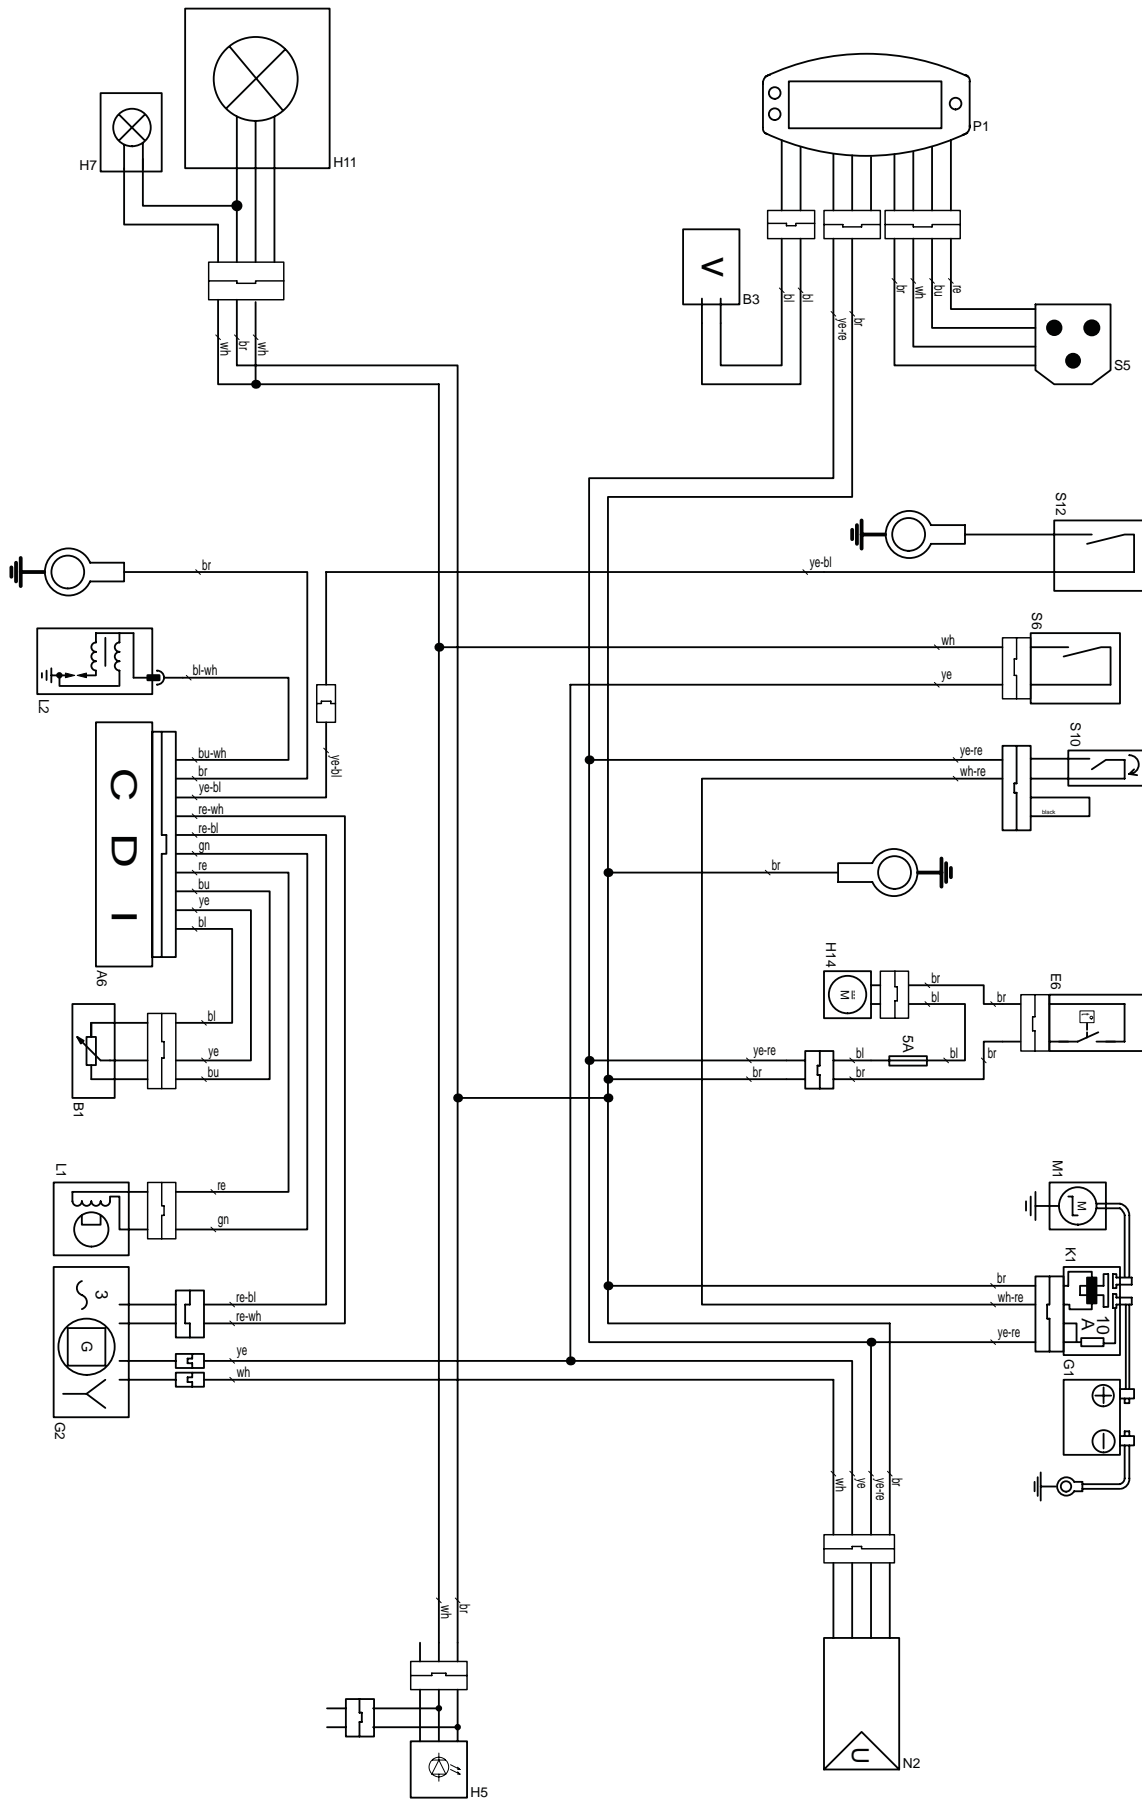 H7
H11
P1
V
B3
bl
bl
ye-re
br
br
wh
bu
re
S5
wh
br
wh
S12
br
ye-bl
S6
wh
ye
L2
bl-wh
ye-bl
S10
ye-re
wh-re
black
C D I
bu-wh
br
ye-bl
re-wh
re-bl
gn
re
bu
ye
bl
A6
br
H14
M
br
bl
br
E6
5A
ye-re
bl
bl
br
br
br
bl
ye
bu
B1
L1
re
gn
M1
M
K1
br
wh-re
10 A
ye-re
G1
3
G
re-bl
re-wh
ye
wh
G2
wh
ye
ye-re
br
wh
br
U
N2
H5